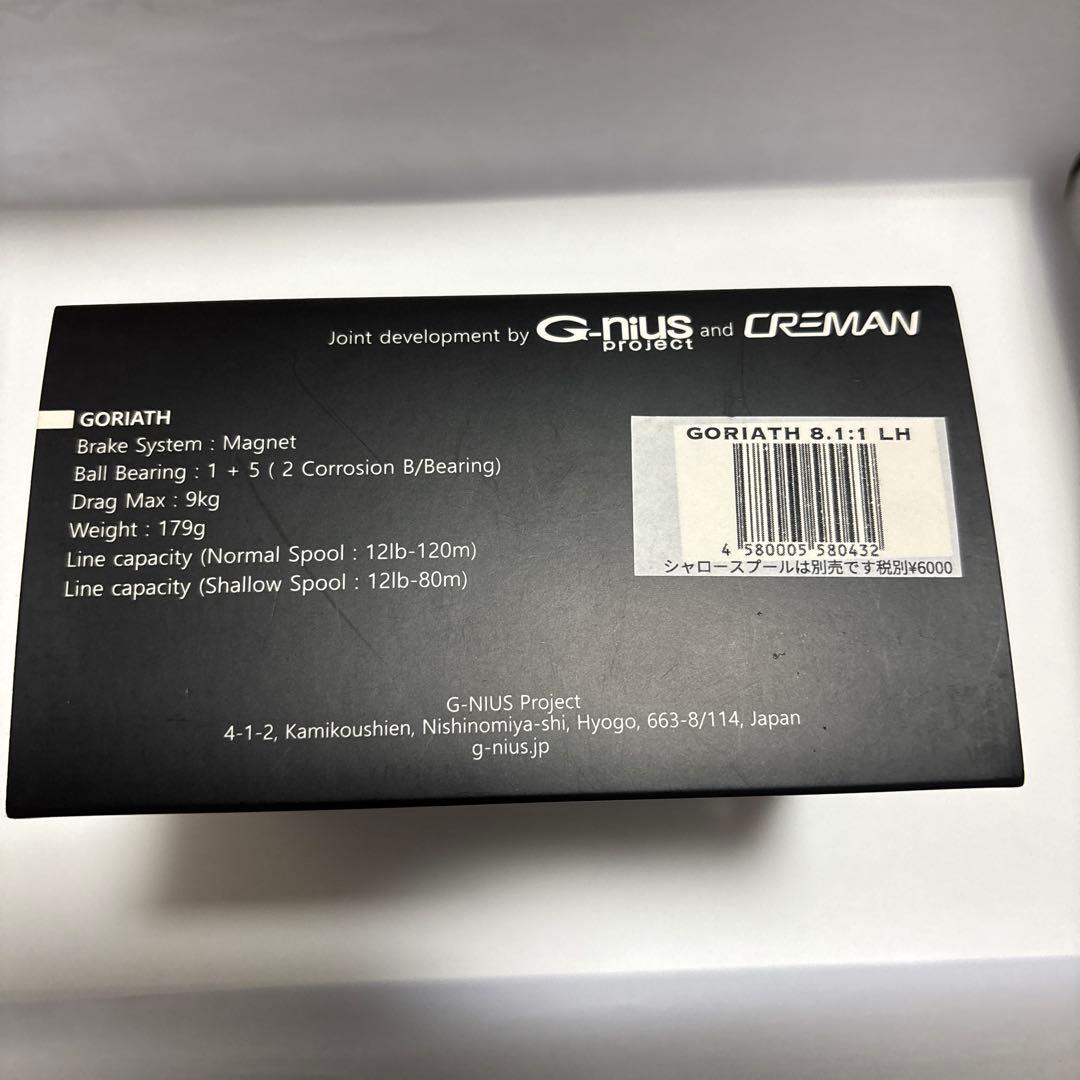 Joint development by G-nius project and CREMAN
GORIATH
Brake System : Magnet
Ball Bearing : 1 + 5 ( 2 Corrosion B/Bearing)
Drag Max : 9kg
Weight : 179g
Line capacity (Normal Spool : 12lb-120m)
Line capacity (Shallow Spool : 12lb-80m)
GORIATH 8.1:1 LH
4 580005 580432
シャロースプールは別売です税別¥6000
G-NIUS Project
4-1-2, Kamikoushien, Nishinomiya-shi, Hyogo, 663-8/114, Japan
g-nius.jp